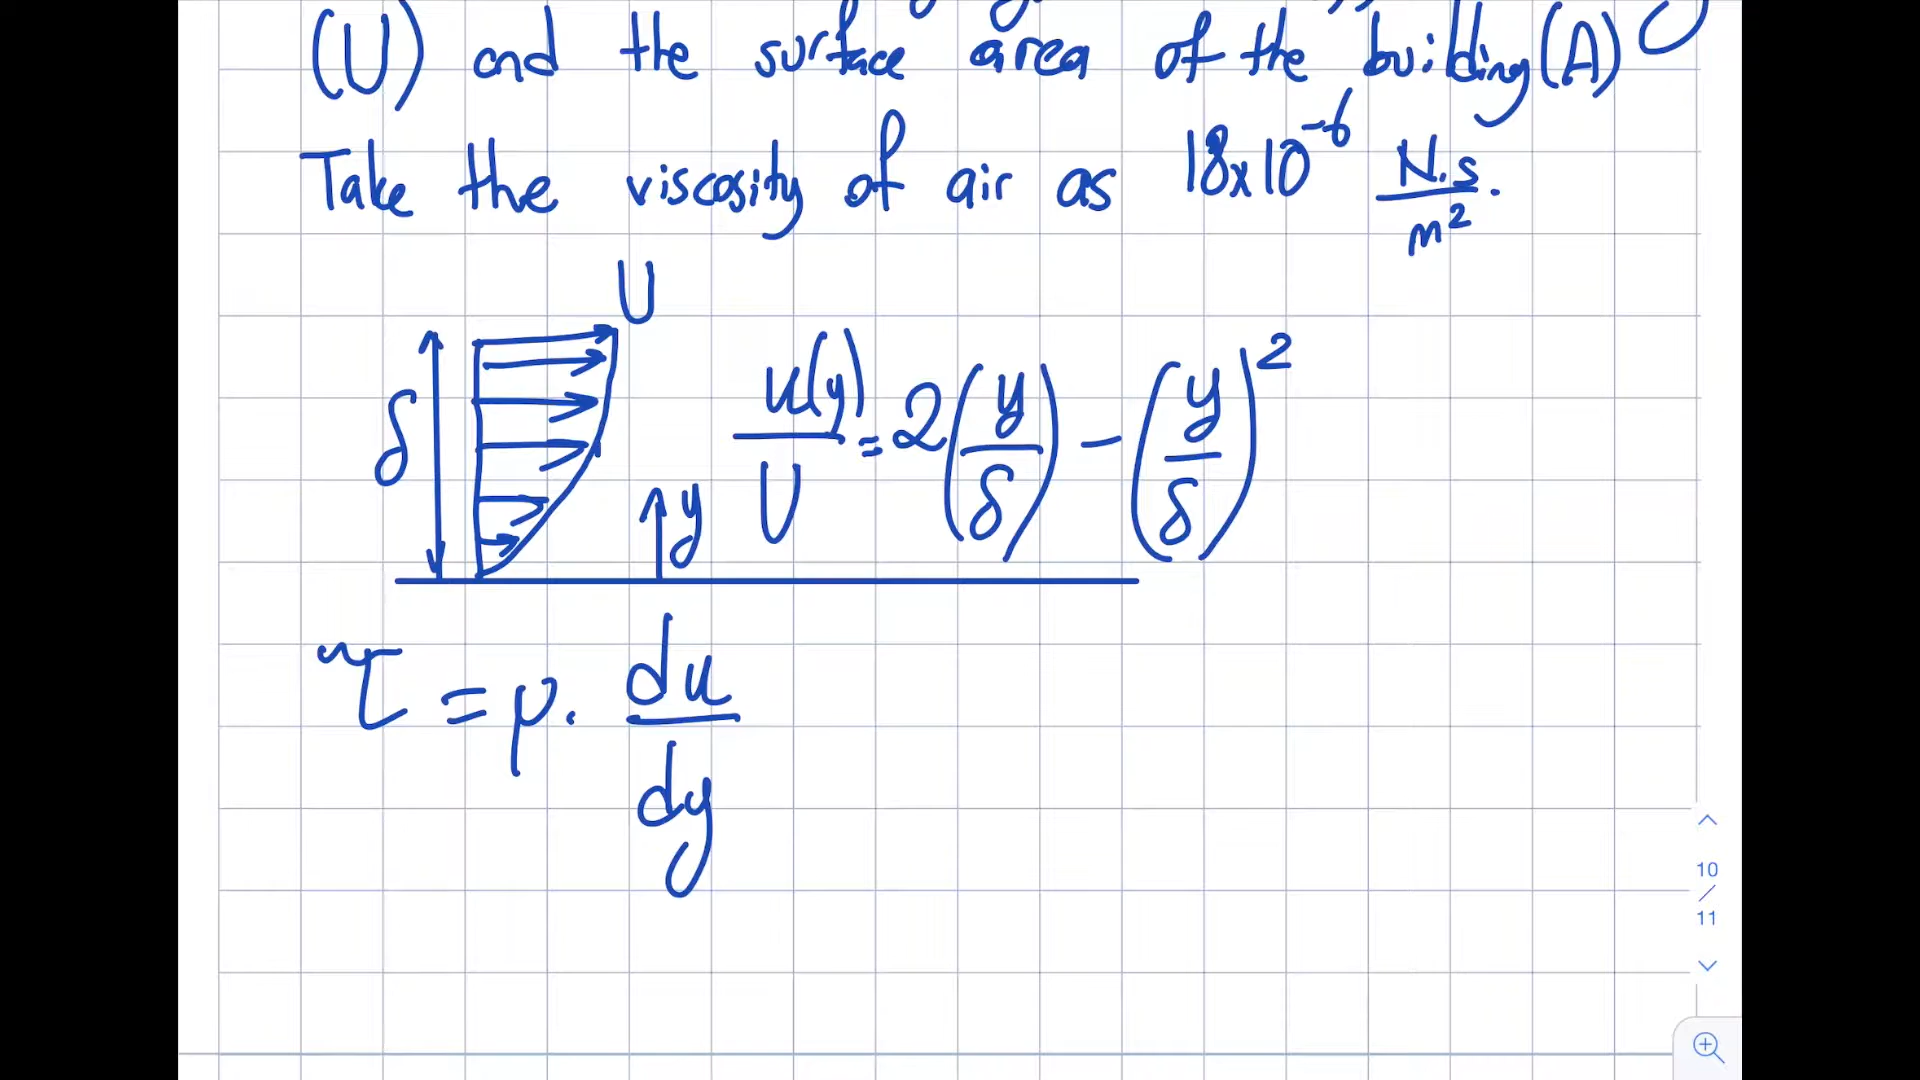 (U) and the surface area of the building (A)
Take the viscosity of air as 18x10^-6 N.s/m^2.
U
δ
u(y)/U = 2(y/δ) - (y/δ)^2
y
τ = μ. du/dy
10
/
11